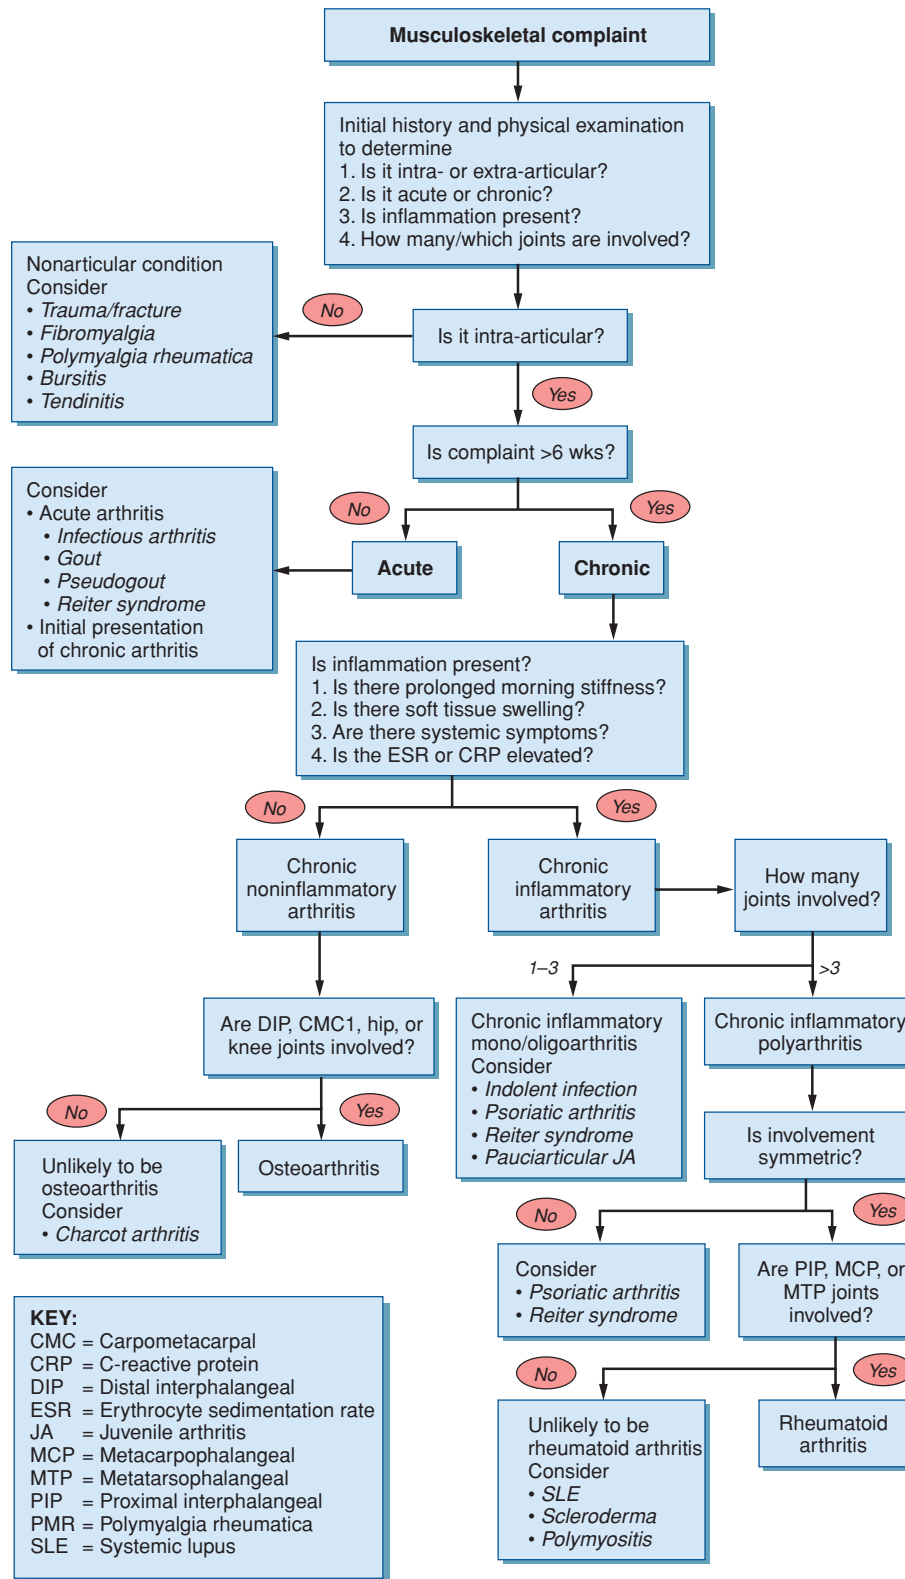 Musculoskeletal complaint
Initial history and physical examination
to determine
1. Is it intra- or extra-articular?
2. Is it acute or chronic?
3. Is inflammation present?
4. How many/which joints are involved?
Nonarticular condition
Consider
• Trauma/fracture
• Fibromyalgia
• Polymyalgia rheumatica
• Bursitis
• Tendinitis
No
Is it intra-articular?
Yes
Is complaint >6 wks?
Consider
• Acute arthritis
• Infectious arthritis
• Gout
• Pseudogout
• Reiter syndrome
• Initial presentation
of chronic arthritis
No
Yes
Acute
Chronic
Is inflammation present?
1. Is there prolonged morning stiffness?
2. Is there soft tissue swelling?
3. Are there systemic symptoms?
4. Is the ESR or CRP elevated?
No
Yes
Chronic
noninflammatory
arthritis
Chronic
inflammatory
arthritis
How many
joints involved?
1–3
>3
Are DIP, CMC1, hip, or
knee joints involved?
Chronic inflammatory
mono/oligoarthritis
Consider
• Indolent infection
• Psoriatic arthritis
• Reiter syndrome
• Pauciarticular JA
Chronic inflammatory
polyarthritis
No
Yes
Unlikely to be
osteoarthritis
Consider
• Charcot arthritis
Osteoarthritis
Is involvement
symmetric?
No
Yes
Consider
• Psoriatic arthritis
• Reiter syndrome
Are PIP, MCP, or
MTP joints
involved?
No
Yes
Unlikely to be
rheumatoid arthritis
Consider
• SLE
• Scleroderma
• Polymyositis
Rheumatoid
arthritis
KEY:
CMC = Carpometacarpal
CRP = C-reactive protein
DIP = Distal interphalangeal
ESR = Erythrocyte sedimentation rate
JA = Juvenile arthritis
MCP = Metacarpophalangeal
MTP = Metatarsophalangeal
PIP = Proximal interphalangeal
PMR = Polymyalgia rheumatica
SLE = Systemic lupus